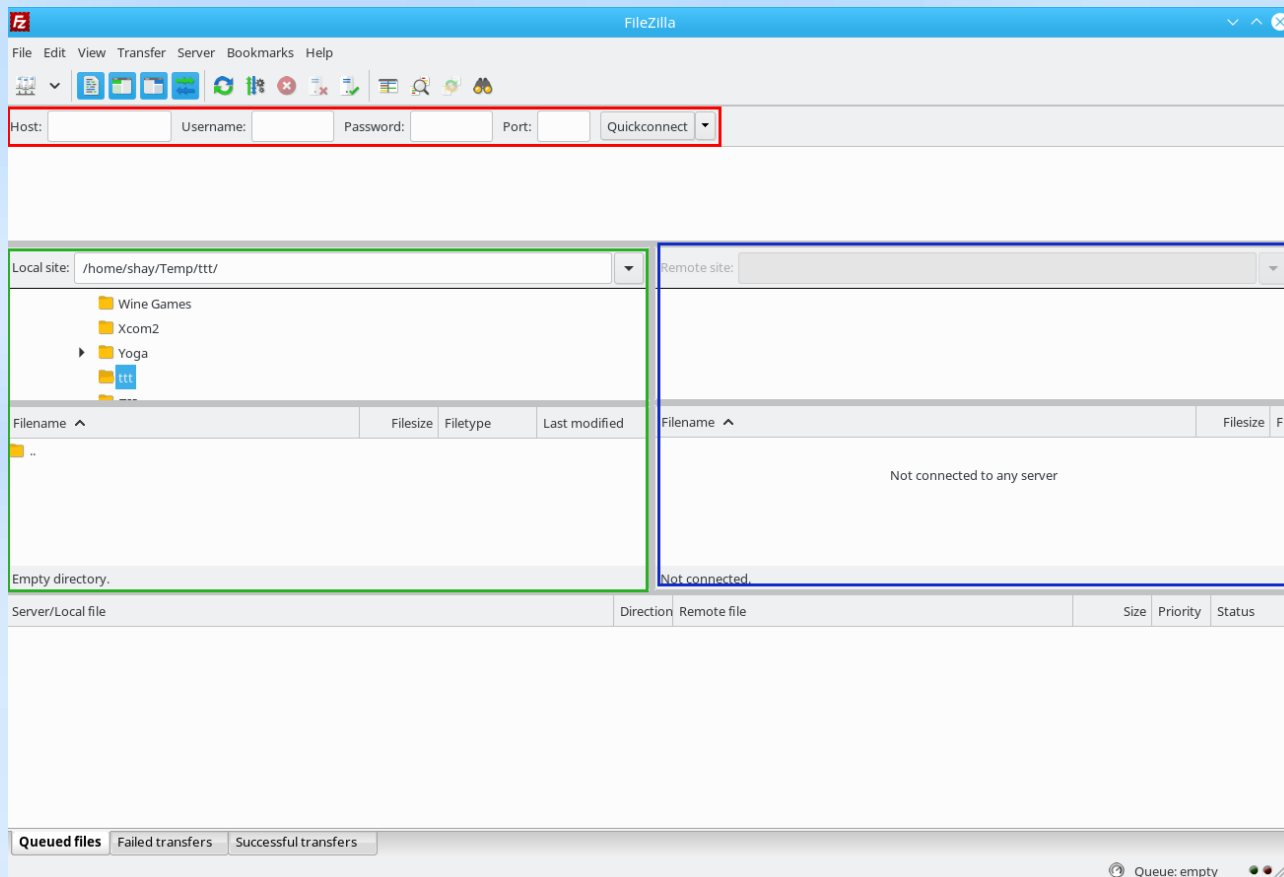 Fz FileZilla
File Edit View Transfer Server Bookmarks Help
Host: Username: Password: Port: Quickconnect
Local site: /home/shay/Temp/ttt/
Wine Games
Xcom2
Yoga
ttt
Filename Filesize Filetype Last modified
..
Empty directory.
Remote site:
Filename Filesize F
Not connected to any server
Not connected.
Server/Local file Direction Remote file Size Priority Status
Queued files Failed transfers Successful transfers
Queue: empty